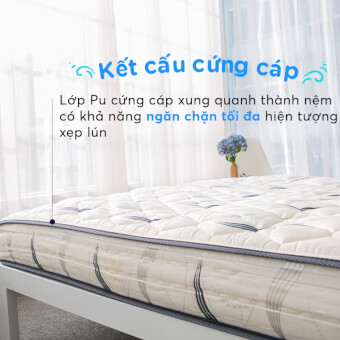 Kết cấu cứng cáp
Lớp Pu cứng cáp xung quanh thành nệm
có khả năng ngăn chặn tối đa hiện tượng
xẹp lún